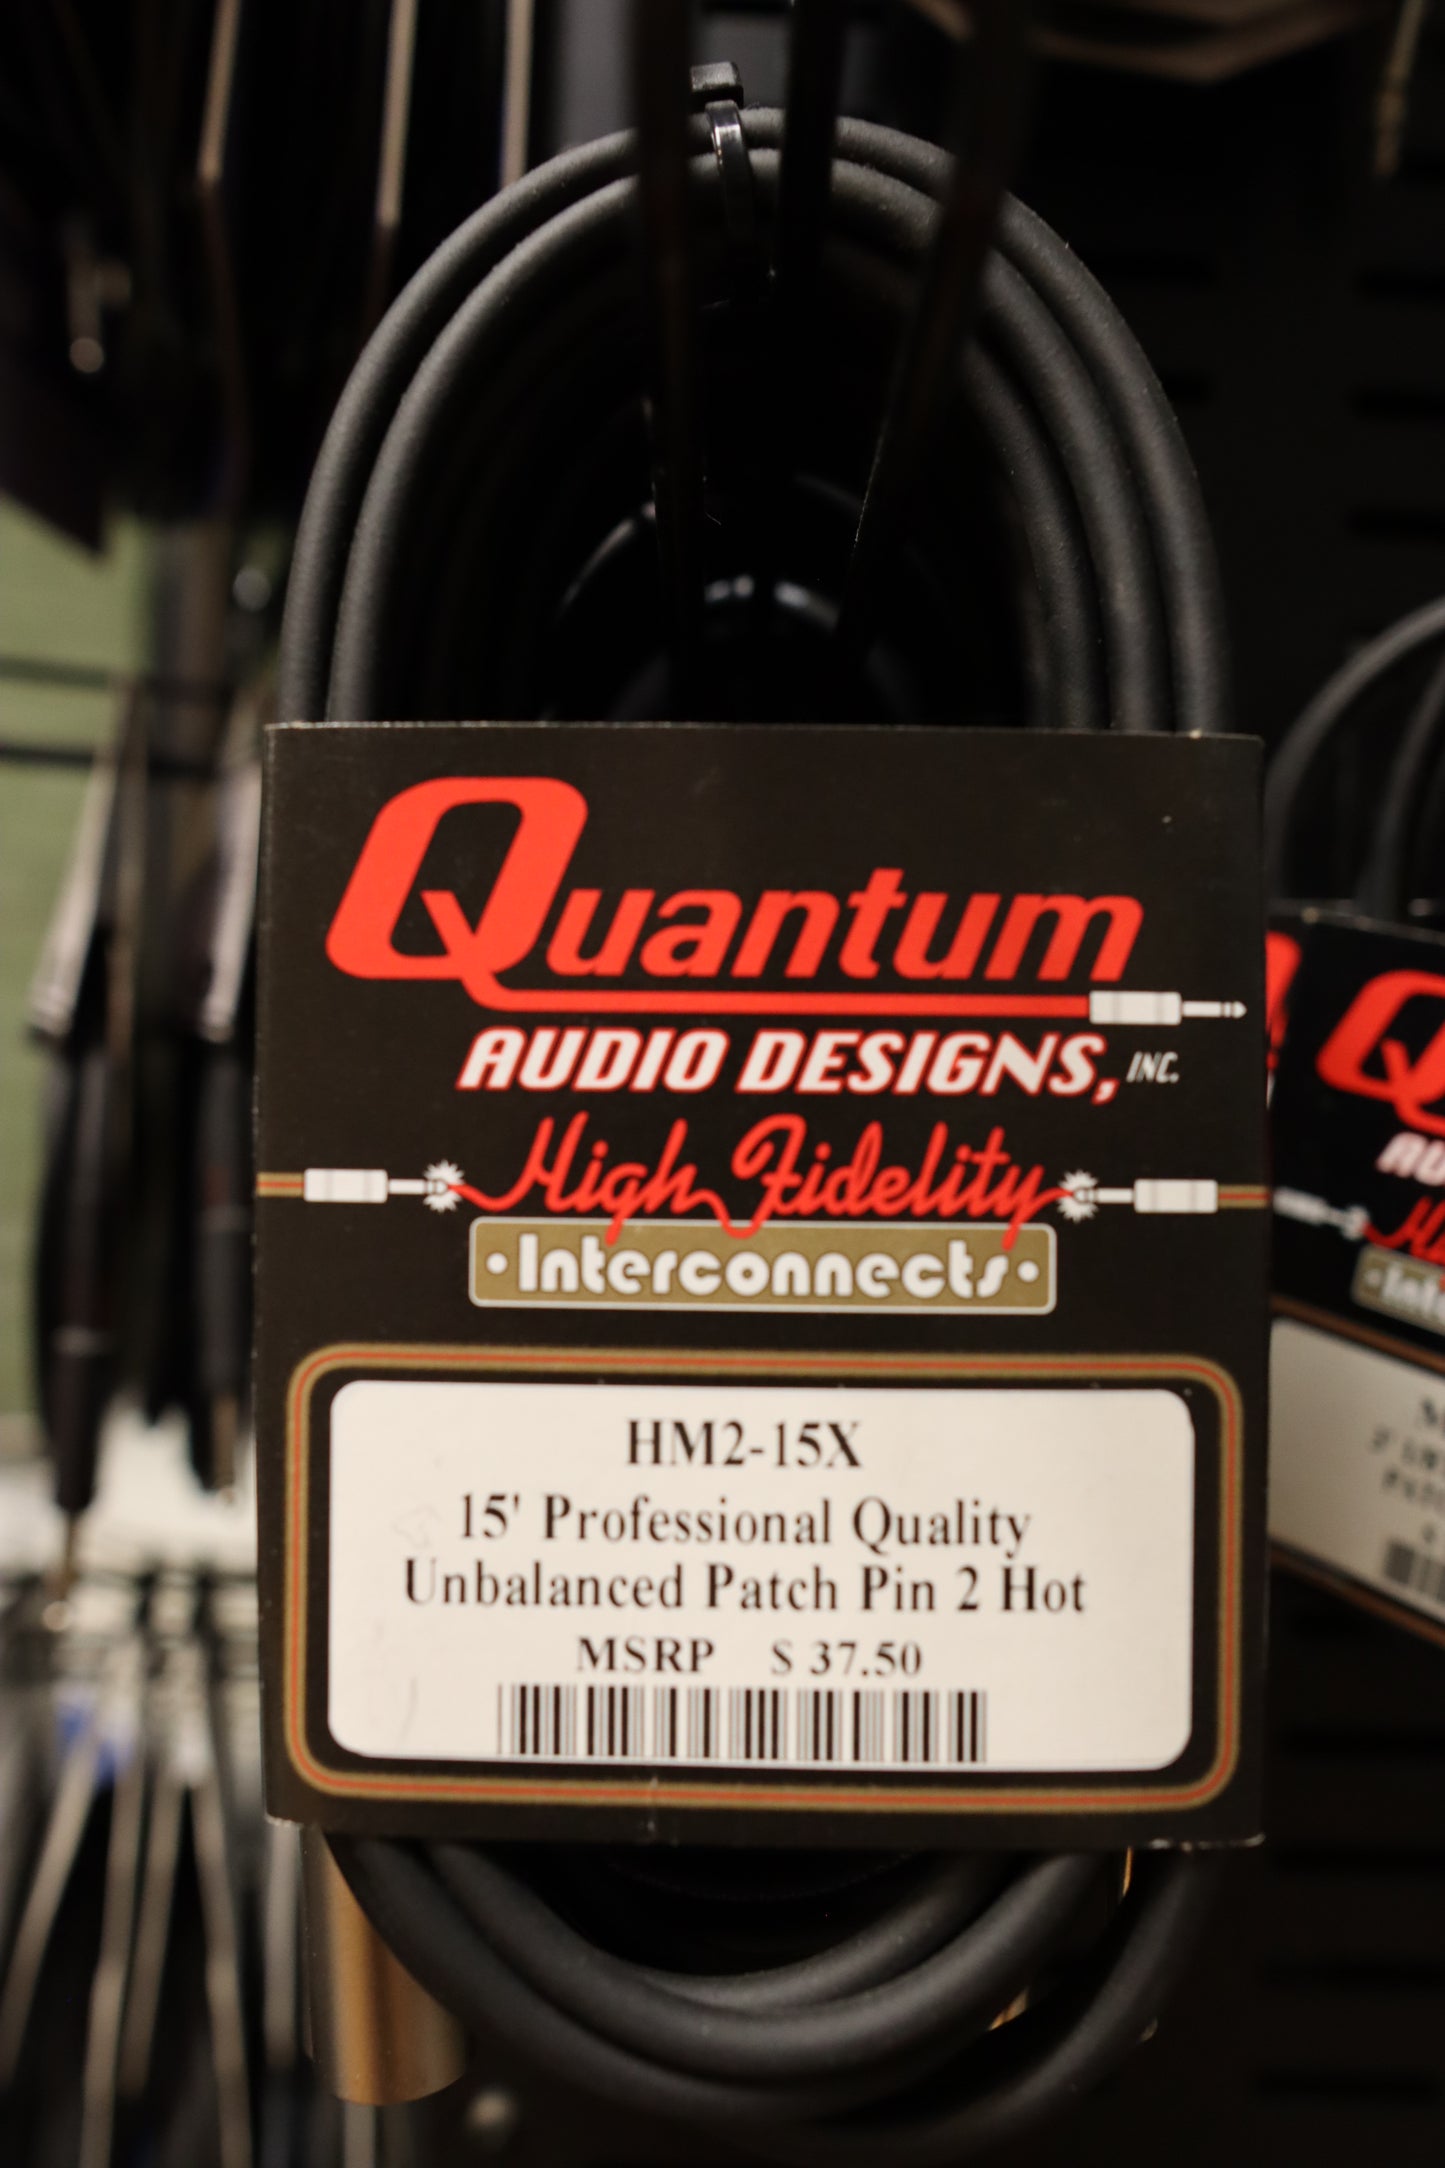 Quantum
AUDIO DESIGNS, INC.
High Fidelity
·Interconnects·
HM2-15X
15' Professional Quality
Unbalanced Patch Pin 2 Hot
MSRP $ 37.50